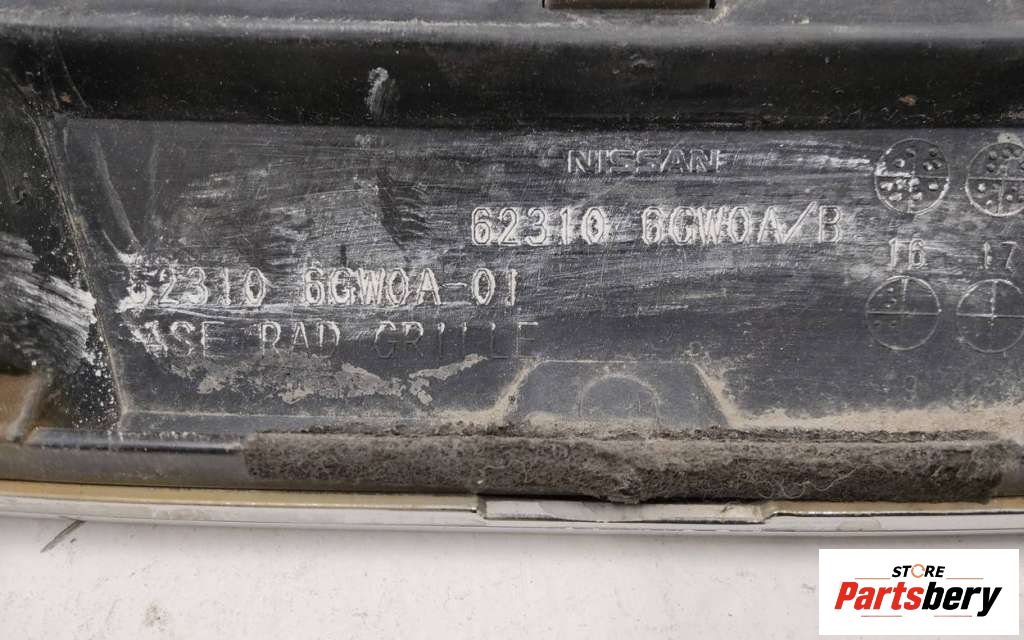 NISSAN
62310 6GW0A/B
16 17
62310 6GW0A-01
RAD GRILLE
STORE
Partsbery